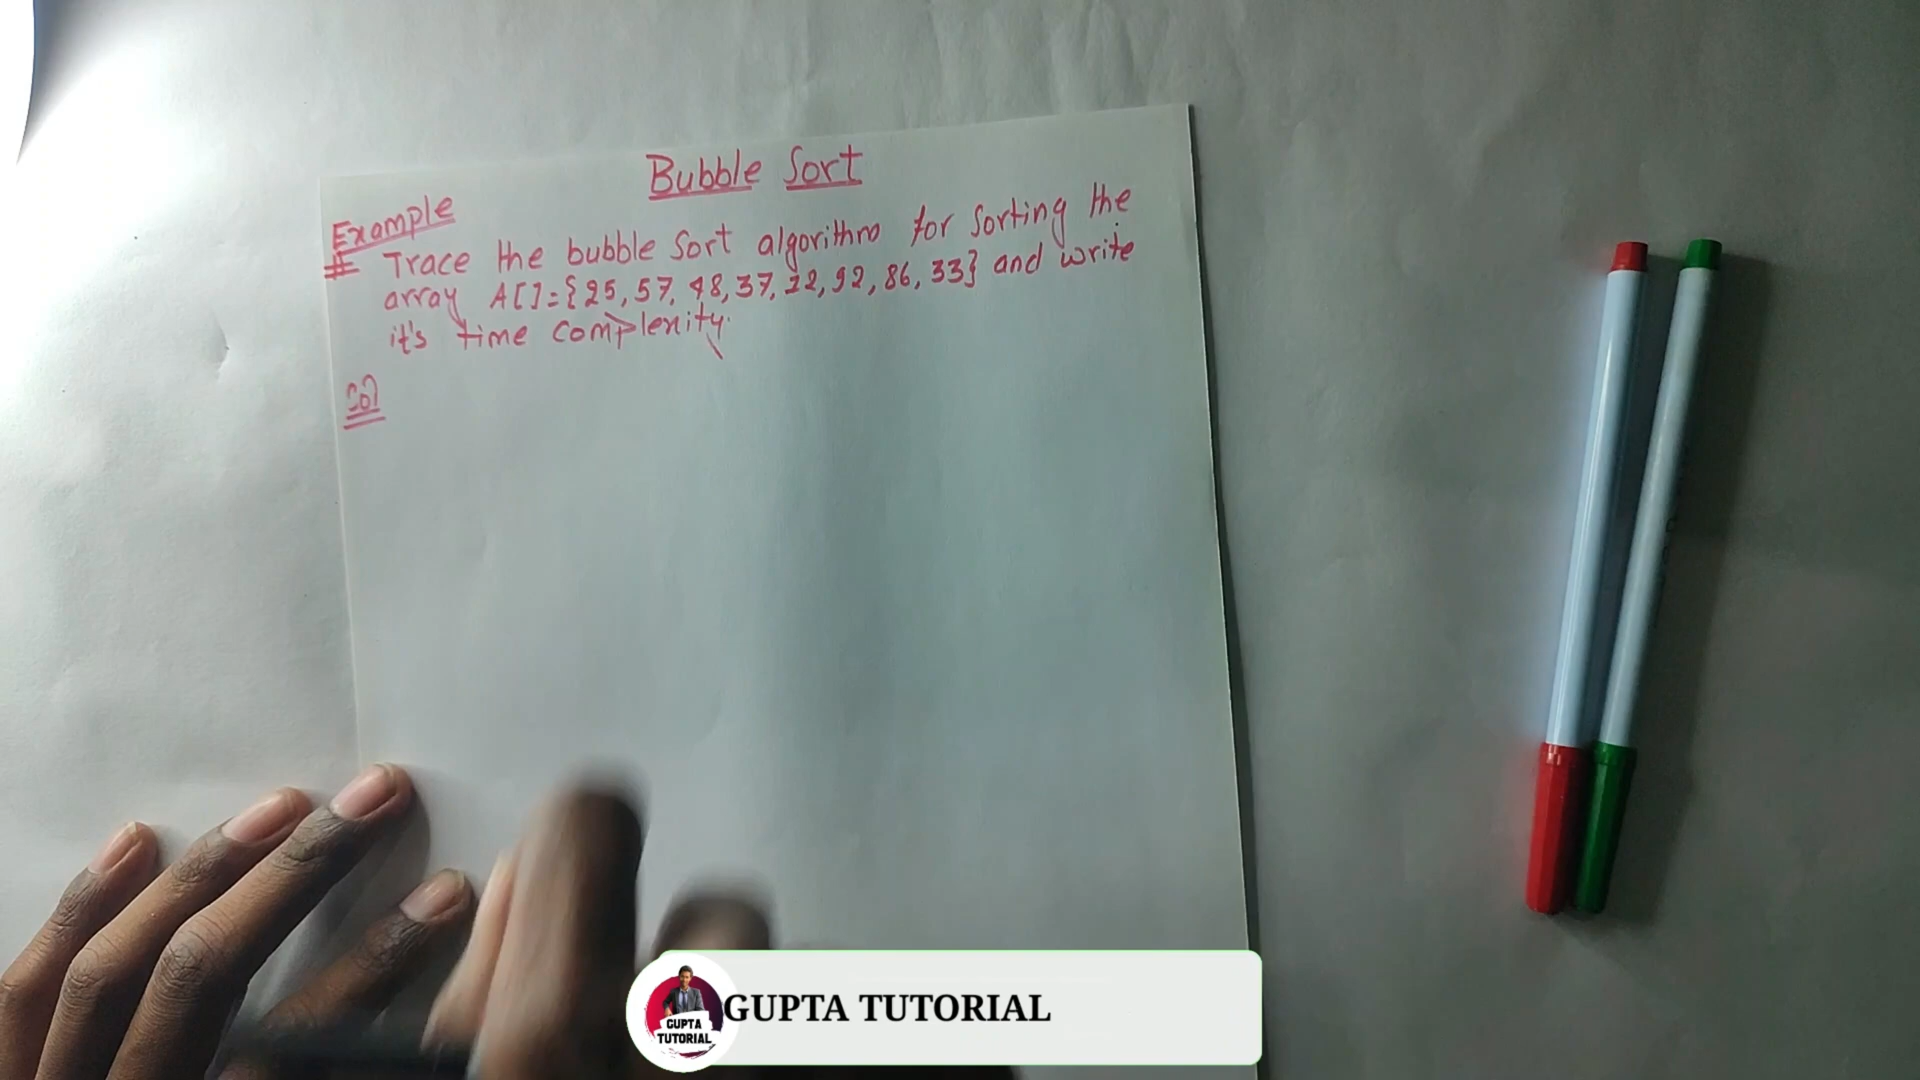 Bubble Sort
Example
# Trace the bubble sort algorithm for sorting the
array A[]={25, 57, 48, 37, 12, 92, 86, 33} and write
it's time complexity.
Sol
GUPTA TUTORIAL
GUPTA
TUTORIAL